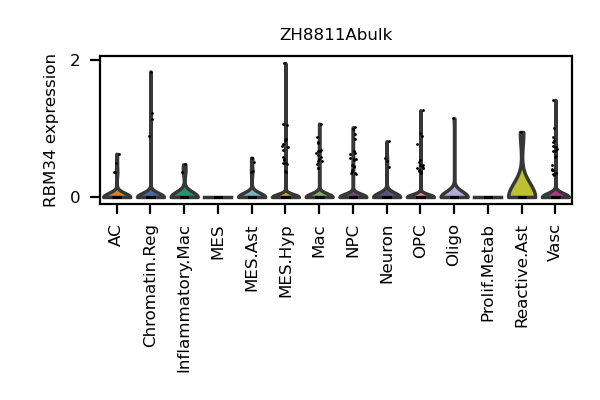 ZH8811Abulk
RBM34 expression
2
0
AC
Chromatin.Reg
Inflammatory.Mac
MES
MES.Ast
MES.Hyp
Mac
NPC
Neuron
OPC
Oligo
Prolif.Metab
Reactive.Ast
Vasc